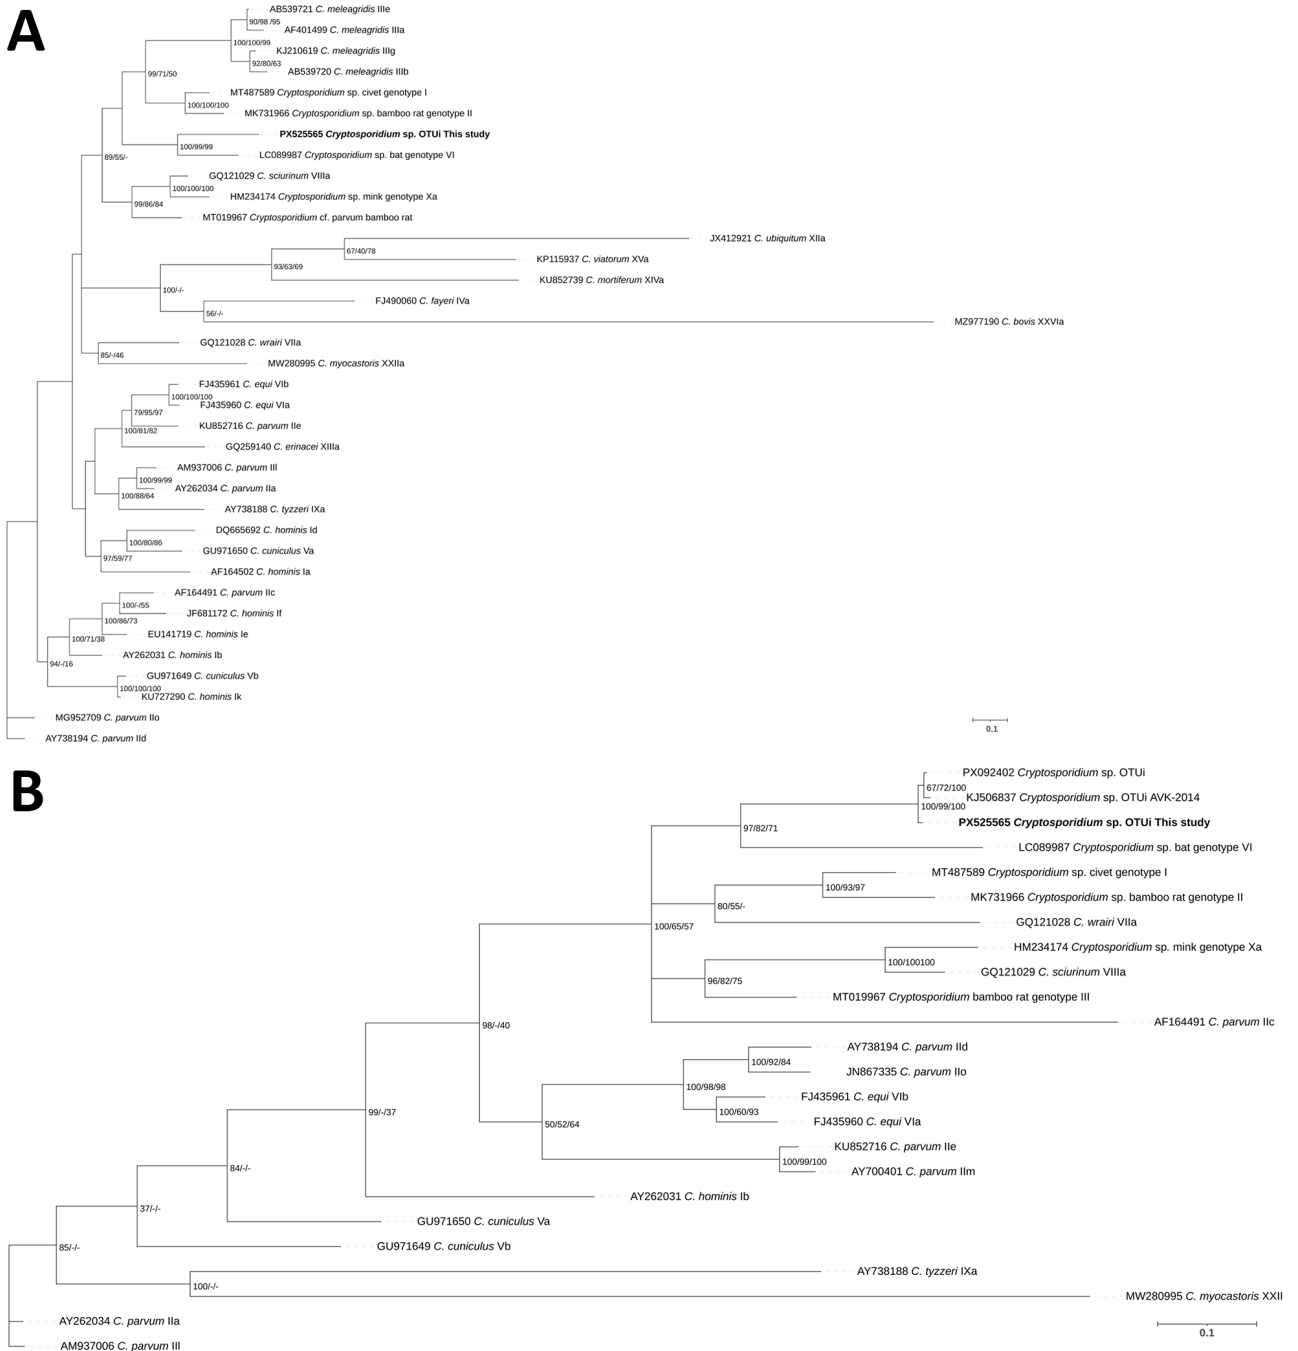 A
AB539721 C. meleagridis IIIe
90/98 /95
AF401499 C. meleagridis IIIa
100/100/99
KJ210619 C. meleagridis IIIg
92/80/63
AB539720 C. meleagridis IIIb
99/71/50
MT487589 Cryptosporidium sp. civet genotype I
100/100/100
MK731966 Cryptosporidium sp. bamboo rat genotype II
PX525565 Cryptosporidium sp. OTUi This study
100/99/99
LC089987 Cryptosporidium sp. bat genotype VI
89/55/-
GQ121029 C. sciurinum VIIIa
100/100/100
HM234174 Cryptosporidium sp. mink genotype Xa
99/86/84
MT019967 Cryptosporidium cf. parvum bamboo rat
JX412921 C. ubiquitum XIIa
67/40/78
KP115937 C. viatorum XVa
93/63/69
KU852739 C. mortiferum XIVa
100/-/-
FJ490060 C. fayeri IVa
56/-/-
MZ977190 C. bovis XXVIa
GQ121028 C. wrairi VIIa
85/-/46
MW280995 C. myocastoris XXIIa
FJ435961 C. equi VIb
100/100/100
FJ435960 C. equi VIa
79/95/97
KU852716 C. parvum IIe
100/81/82
GQ259140 C. erinacei XIIIa
AM937006 C. parvum IIl
100/99/99
AY262034 C. parvum IIa
100/88/64
AY738188 C. tyzzeri IXa
DQ665692 C. hominis Id
100/80/86
GU971650 C. cuniculus Va
97/59/77
AF164502 C. hominis Ia
AF164491 C. parvum IIc
100/-/55
JF681172 C. hominis If
100/86/73
EU141719 C. hominis Ie
100/71/38
AY262031 C. hominis Ib
94/-/16
GU971649 C. cuniculus Vb
100/100/100
KU727290 C. hominis Ik
MG952709 C. parvum IIo
AY738194 C. parvum IId
0.1
B
PX092402 Cryptosporidium sp. OTUi
67/72/100
KJ506837 Cryptosporidium sp. OTUi AVK-2014
100/99/100
PX525565 Cryptosporidium sp. OTUi This study
97/82/71
LC089987 Cryptosporidium sp. bat genotype VI
MT487589 Cryptosporidium sp. civet genotype I
100/93/97
MK731966 Cryptosporidium sp. bamboo rat genotype II
80/55/-
GQ121028 C. wrairi VIIa
100/65/57
HM234174 Cryptosporidium sp. mink genotype Xa
100/100100
GQ121029 C. sciurinum VIIIa
96/82/75
MT019967 Cryptosporidium bamboo rat genotype III
AF164491 C. parvum IIc
98/-/40
AY738194 C. parvum IId
100/92/84
JN867335 C. parvum IIo
100/98/98
FJ435961 C. equi VIb
100/60/93
FJ435960 C. equi VIa
50/52/64
KU852716 C. parvum IIe
100/99/100
AY700401 C. parvum IIm
99/-/37
AY262031 C. hominis Ib
84/-/-
GU971650 C. cuniculus Va
37/-/-
GU971649 C. cuniculus Vb
85/-/-
AY738188 C. tyzzeri IXa
100/-/-
MW280995 C. myocastoris XXII
AY262034 C. parvum IIa
0.1
AM937006 C. parvum IIl